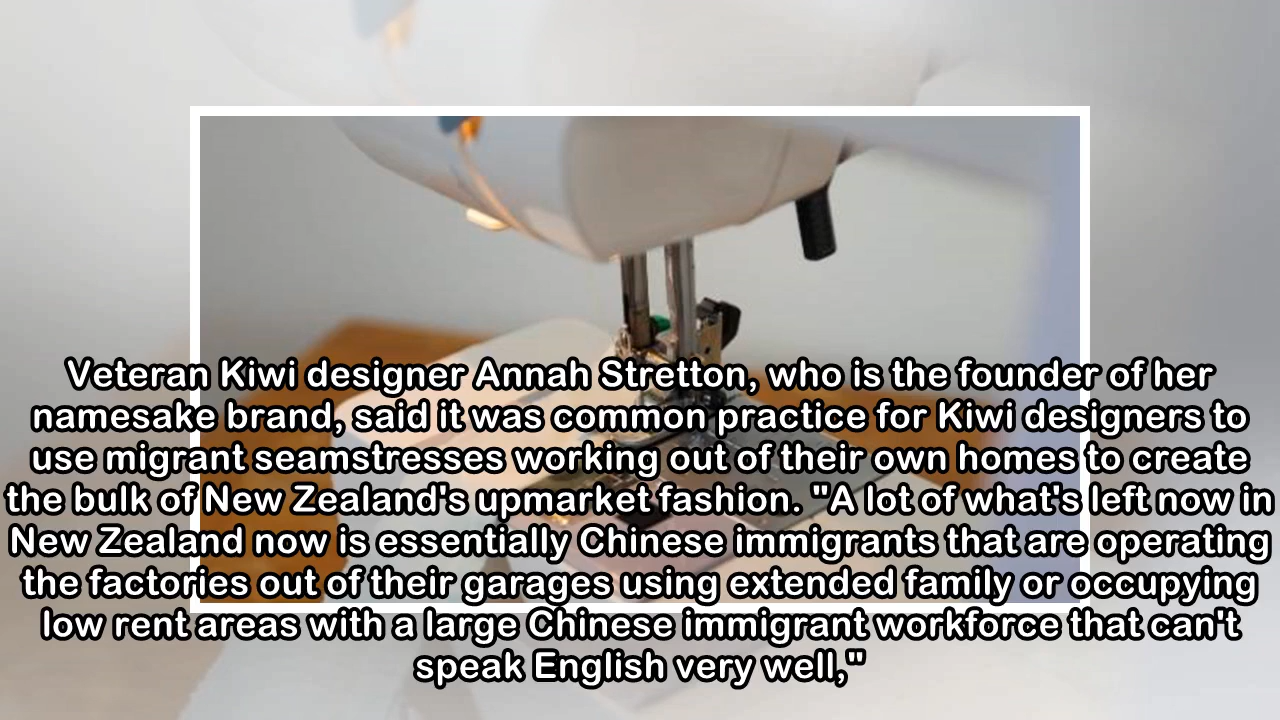 Veteran Kiwi designer Annah Stretton, who is the founder of her
namesake brand, said it was common practice for Kiwi designers to
use migrant seamstresses working out of their own homes to create
the bulk of New Zealand's upmarket fashion. "A lot of what's left now in
New Zealand now is essentially Chinese immigrants that are operating
the factories out of their garages using extended family or occupying
low rent areas with a large Chinese immigrant workforce that can't
speak English very well,"